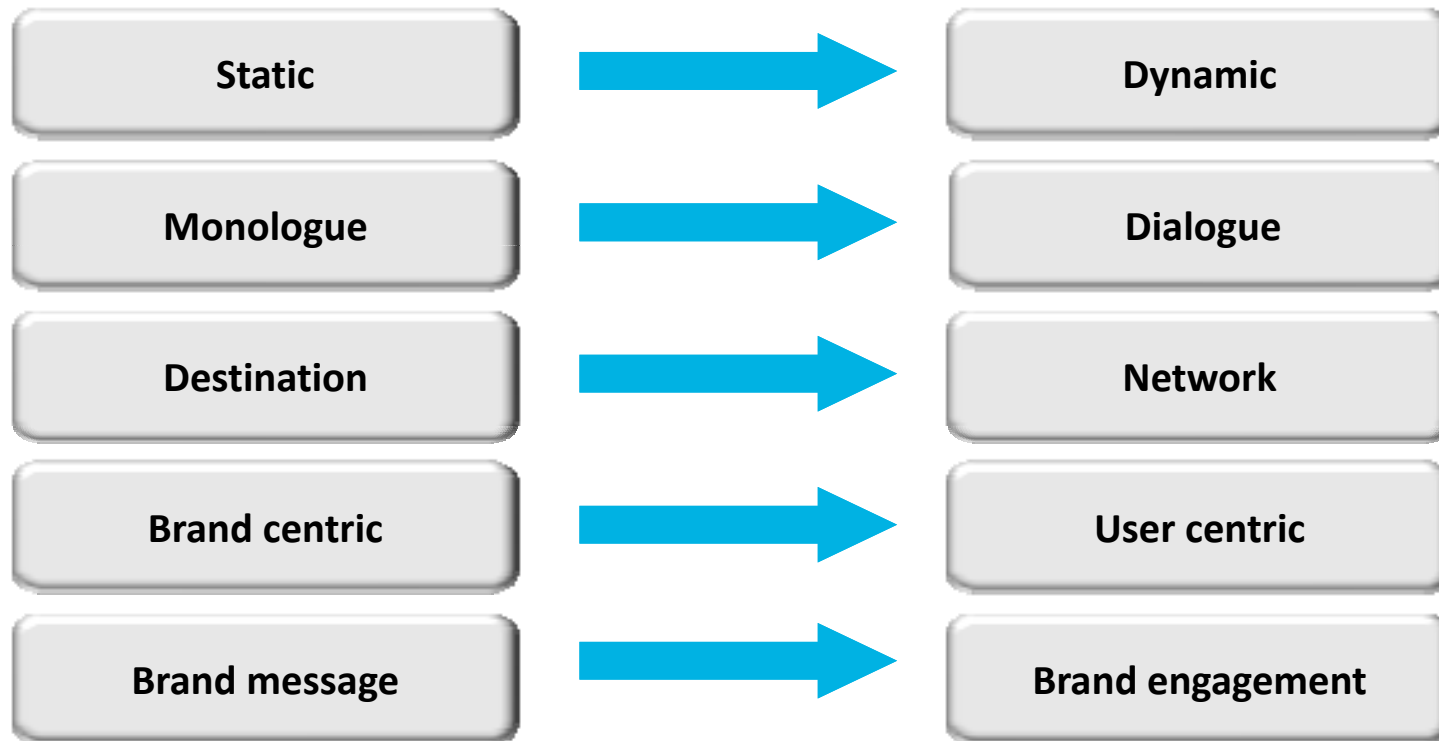 Static
Dynamic
Monologue
Dialogue
Destination
Network
Brand centric
User centric
Brand message
Brand engagement